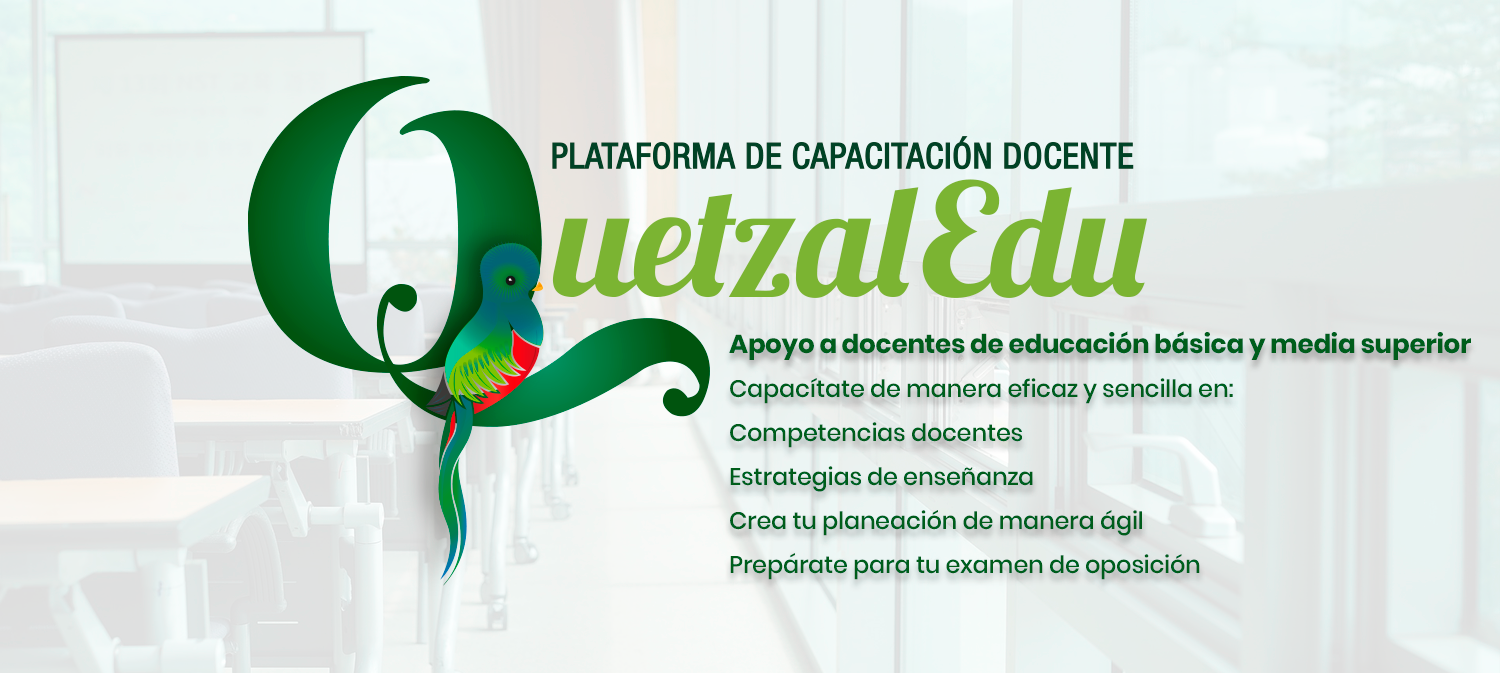 PLATAFORMA DE CAPACITACIÓN DOCENTE
QuetzalEdu
Apoyo a docentes de educación básica y media superior
Capacítate de manera eficaz y sencilla en:
Competencias docentes
Estrategias de enseñanza
Crea tu planeación de manera ágil
Prepárate para tu examen de oposición